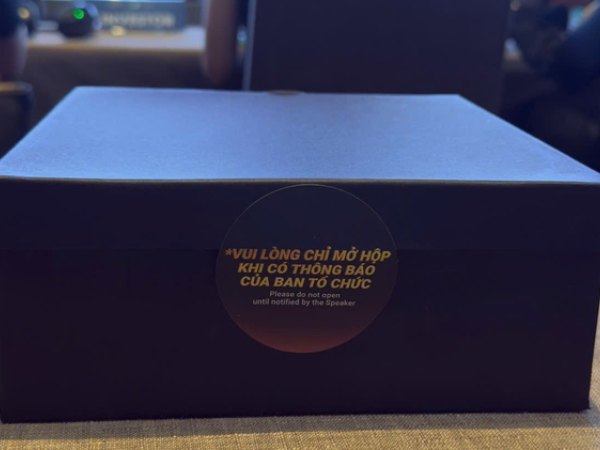 INNOVATOR
*VUI LÒNG CHỈ MỞ HỘP
KHI CÓ THÔNG BÁO
CỦA BAN TỔ CHỨC
Please do not open
until notified by the Speaker